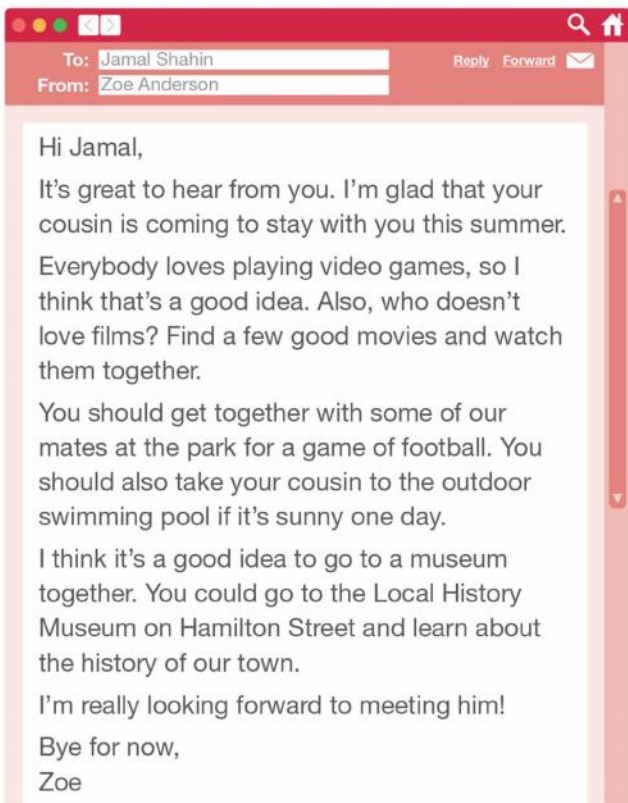 To: Jamal Shahin
Reply Forward
From: Zoe Anderson
Hi Jamal,
It's great to hear from you. I'm glad that your
cousin is coming to stay with you this summer.
Everybody loves playing video games, so I
think that's a good idea. Also, who doesn't
love films? Find a few good movies and watch
them together.
You should get together with some of our
mates at the park for a game of football. You
should also take your cousin to the outdoor
swimming pool if it's sunny one day.
I think it's a good idea to go to a museum
together. You could go to the Local History
Museum on Hamilton Street and learn about
the history of our town.
I'm really looking forward to meeting him!
Bye for now,
Zoe